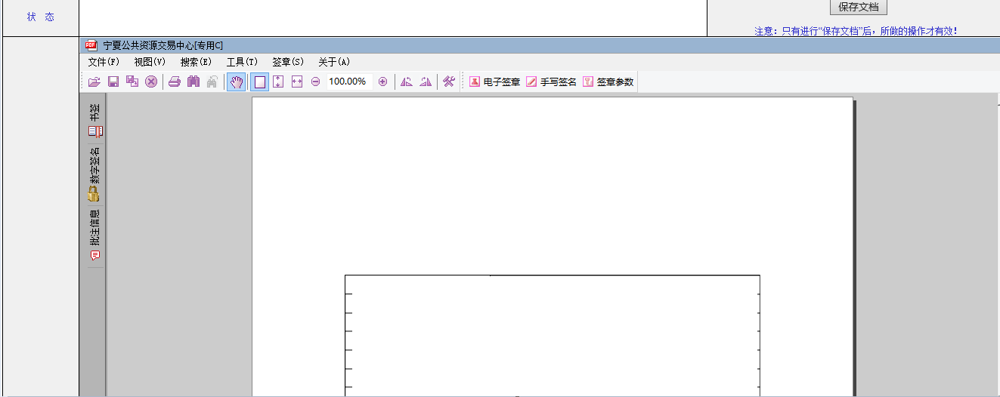 保存文档
状 态
注意：只有进行“保存文档”后，所做的操作才有效！
宁夏公共资源交易中心[专用C]
文件(F) 视图(V) 搜索(E) 工具(T) 签章(S) 关于(A)
100.00% 电子签章 手写签名 签章参数
书签
数字签名
批注信息